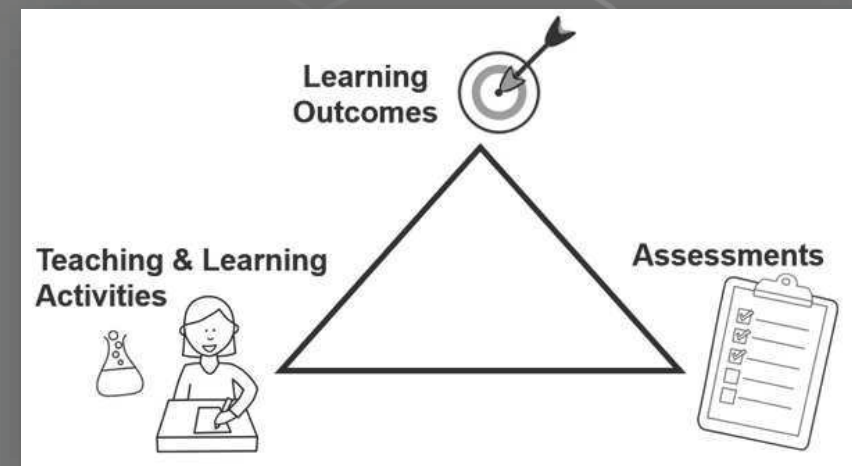 Learning
Outcomes
Teaching & Learning
Activities
Assessments